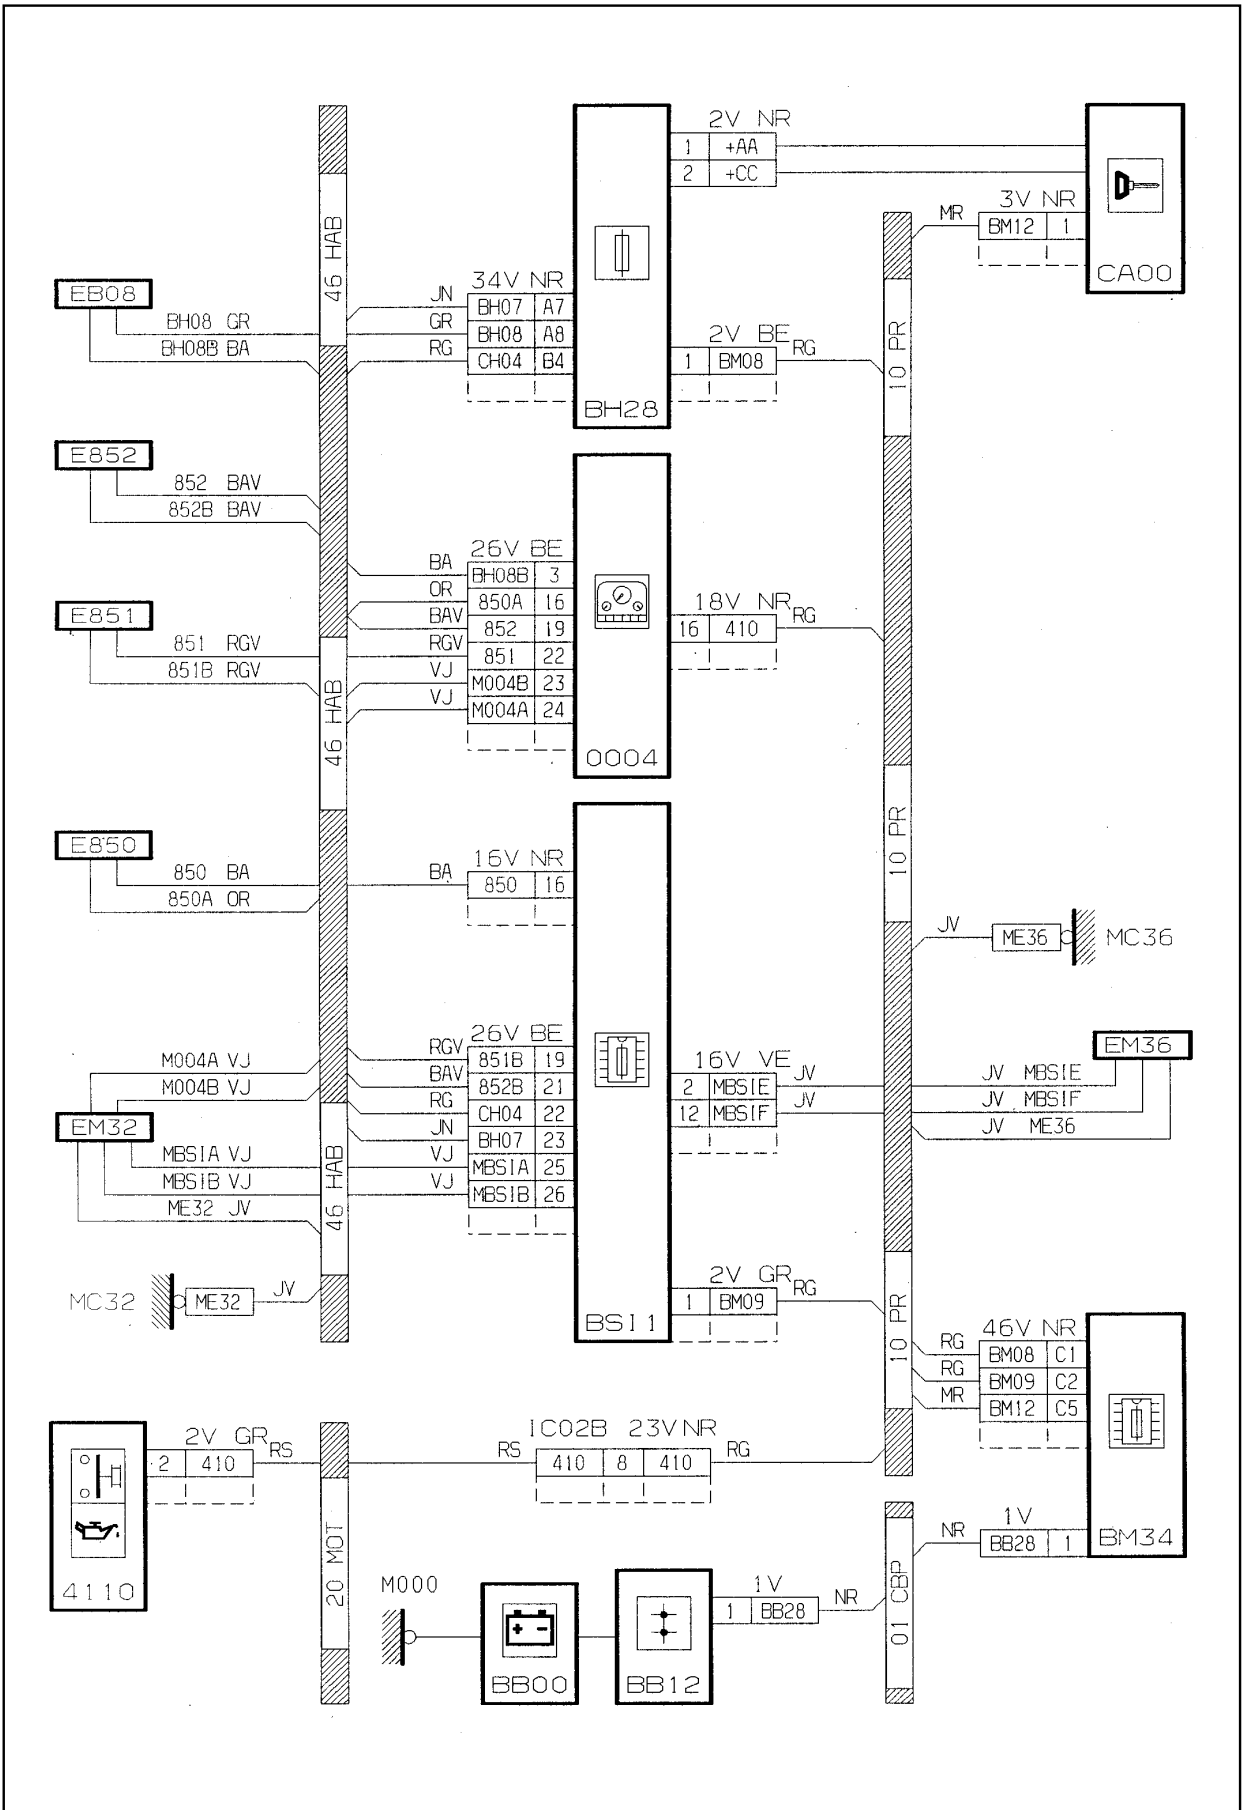 2V NR
1 +AA
2 +CC
3V NR
MR BM12 1
CA00
46 HAB
10 PR
EB08
BH08 GR
BH08B BA
34V NR
JN BH07 A7
GR BH08 A8
RG CH04 B4
2V BE
1 BM08 RG
BH28
E852
852 BAV
852B BAV
26V BE
BA BH08B 3
OR 850A 16
BAV 852 19
RGV 851 22
VJ M004B 23
VJ M004A 24
18V NR
16 410 RG
0004
E851
851 RGV
851B RGV
46 HAB
10 PR
E850
850 BA
850A OR
16V NR
BA 850 16
JV ME36 MC36
26V BE
RGV 851B 19
BAV 852B 21
RG CH04 22
JN BH07 23
VJ MBSIA 25
VJ MBSIB 26
16V VE
2 MBSIE JV
12 MBSIF JV
EM36
JV MBSIE
JV MBSIF
JV ME36
M004A VJ
M004B VJ
EM32
MBSIA VJ
MBSIB VJ
ME32 JV
46 HAB
MC32 ME32 JV
2V GR
1 BM09 RG
BSI1
10 PR
46V NR
RG BM08 C1
RG BM09 C2
MR BM12 C5
1V
NR BB28 1
BM34
2V GR
2 410 RS
4110
20 MOT
IC02B 23V NR
RS 410 8 410 RG
M000
BB00
BB12
1V
1 BB28 NR
01 CBP